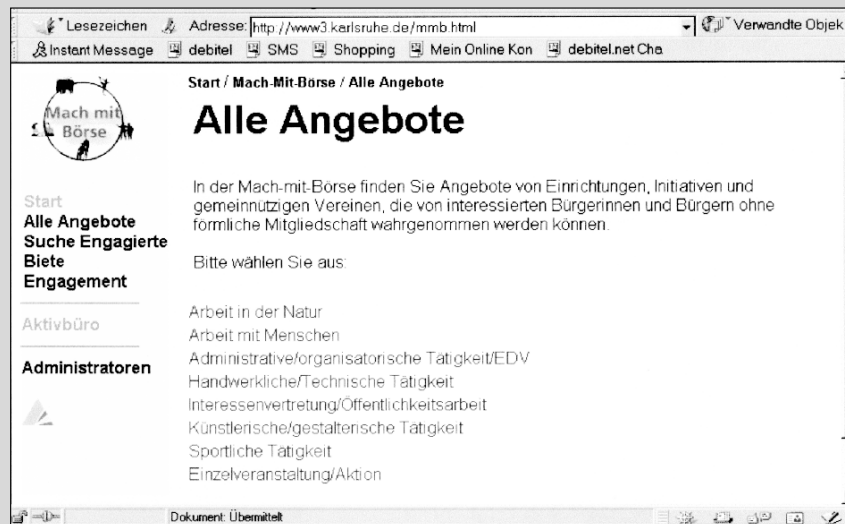 Lesezeichen Adresse: http://www3.karlsruhe.de/mmb.html Verwandte Objek
Instant Message debitel SMS Shopping Mein Online Kon debitel.net Cha
Mach mit
Börse
Start
Alle Angebote
Suche Engagierte
Biete
Engagement
Aktivbüro
Administratoren
Start / Mach-Mit-Börse / Alle Angebote
Alle Angebote
In der Mach-mit-Börse finden Sie Angebote von Einrichtungen, Initiativen und
gemeinnützigen Vereinen, die von interessierten Bürgerinnen und Bürgern ohne
förmliche Mitgliedschaft wahrgenommen werden können.
Bitte wählen Sie aus:
Arbeit in der Natur
Arbeit mit Menschen
Administrative/organisatorische Tätigkeit/EDV
Handwerkliche/Technische Tätigkeit
Interessenvertretung/Öffentlichkeitsarbeit
Künstlerische/gestalterische Tätigkeit
Sportliche Tätigkeit
Einzelveranstaltung/Aktion
Dokument: Übermittelt